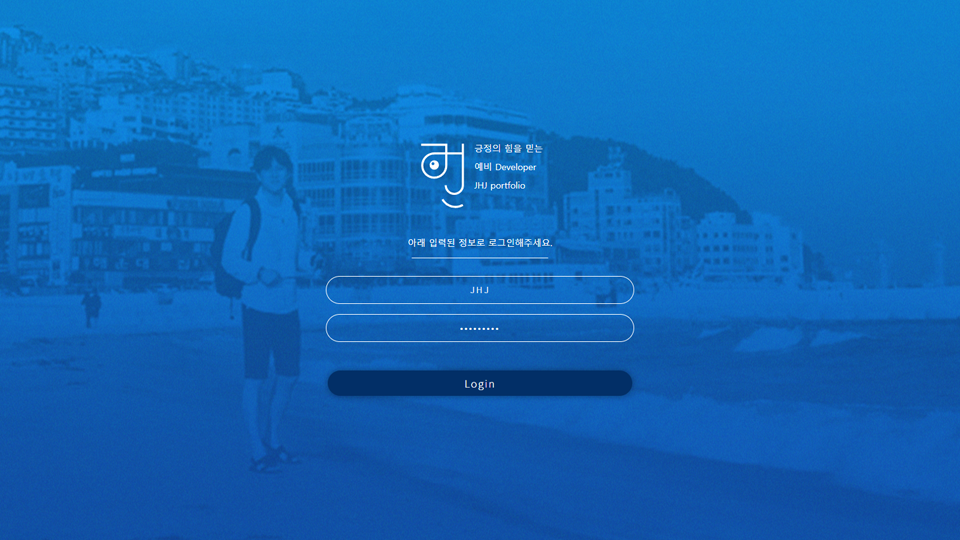 긍정의 힘을 믿는
예비 Developer
JHJ portfolio
아래 입력된 정보로 로그인해주세요.
JHJ
•••••••••
Login